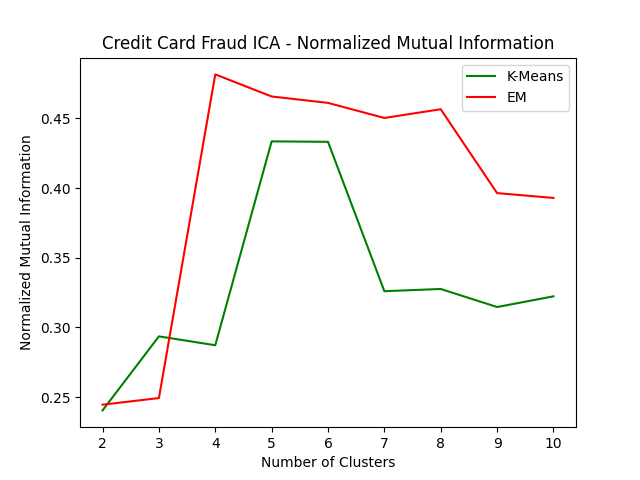 Credit Card Fraud ICA - Normalized Mutual Information
K-Means
EM
Normalized Mutual Information
0.45
0.40
0.35
0.30
0.25
2 3 4 5 6 7 8 9 10
Number of Clusters